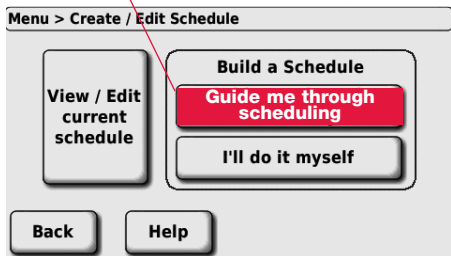 Menu > Create / Edit Schedule
View / Edit
current
schedule
Build a Schedule
Guide me through
scheduling
I'll do it myself
Back
Help